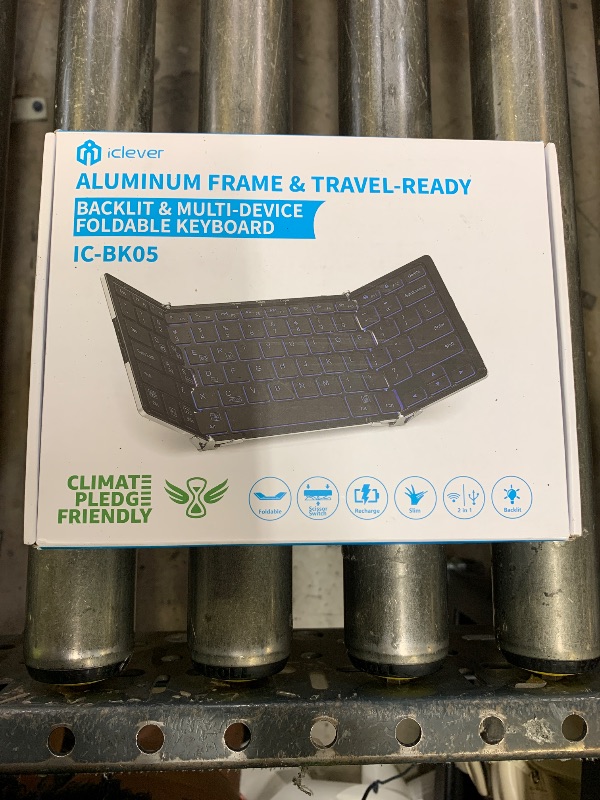 iclever
ALUMINUM FRAME & TRAVEL-READY
BACKLIT & MULTI-DEVICE
FOLDABLE KEYBOARD
IC-BK05
CLIMATE
PLEDGE
FRIENDLY
Foldable
Scissor
Switch
Recharge
Slim
2 in 1
Backlit